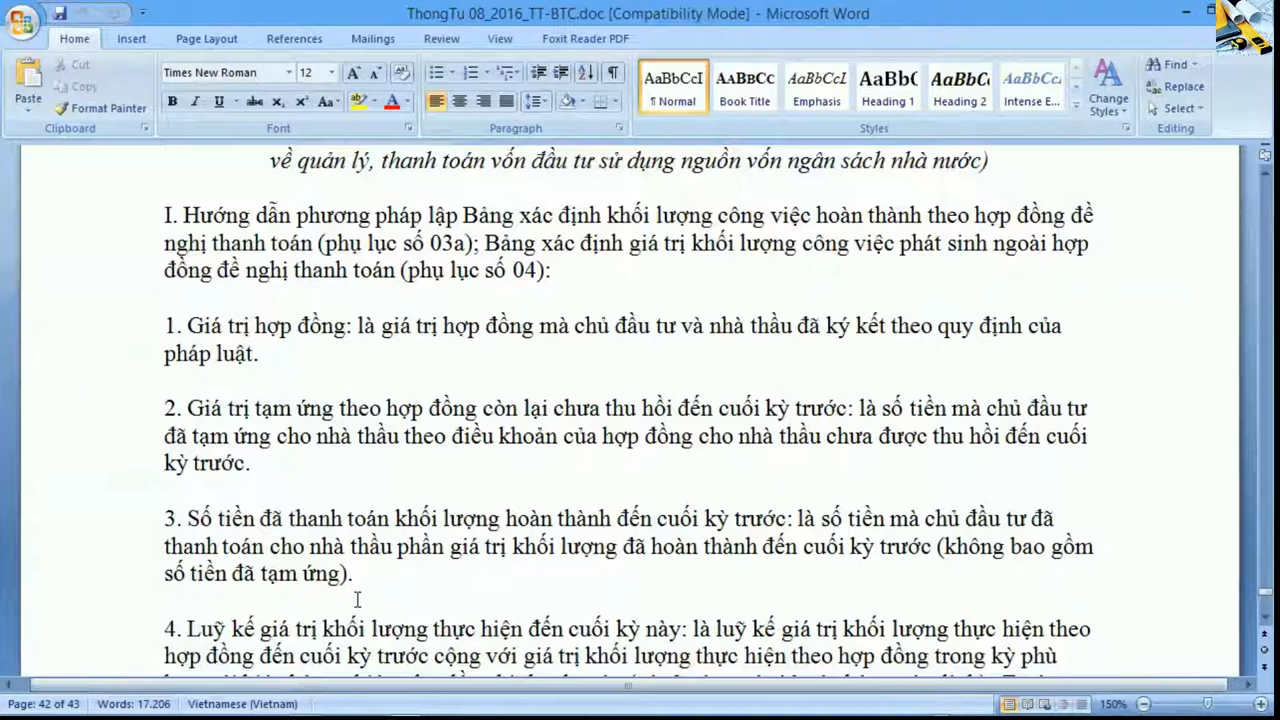 ThongTu 08_2016_TT-BTC.doc [Compatibility Mode] - Microsoft Word
Home Insert Page Layout References Mailings Review View Foxit Reader PDF
Paste
Cut
Copy
Format Painter
Clipboard
Times New Roman 12
Font
Paragraph
AaBbCcI AaBbCc AaBbCcI AaBbC AaBbCc AaBbCc
¶ Normal Book Title Emphasis Heading 1 Heading 2 Intense E...
Change Styles
Styles
Find
Replace
Select
Editing
về quản lý, thanh toán vốn đầu tư sử dụng nguồn vốn ngân sách nhà nước)
I. Hướng dẫn phương pháp lập Bảng xác định khối lượng công việc hoàn thành theo hợp đồng đề
nghị thanh toán (phụ lục số 03a); Bảng xác định giá trị khối lượng công việc phát sinh ngoài hợp
đồng đề nghị thanh toán (phụ lục số 04):
1. Giá trị hợp đồng: là giá trị hợp đồng mà chủ đầu tư và nhà thầu đã ký kết theo quy định của
pháp luật.
2. Giá trị tạm ứng theo hợp đồng còn lại chưa thu hồi đến cuối kỳ trước: là số tiền mà chủ đầu tư
đã tạm ứng cho nhà thầu theo điều khoản của hợp đồng cho nhà thầu chưa được thu hồi đến cuối
kỳ trước.
3. Số tiền đã thanh toán khối lượng hoàn thành đến cuối kỳ trước: là số tiền mà chủ đầu tư đã
thanh toán cho nhà thầu phần giá trị khối lượng đã hoàn thành đến cuối kỳ trước (không bao gồm
số tiền đã tạm ứng).
4. Luỹ kế giá trị khối lượng thực hiện đến cuối kỳ này: là luỹ kế giá trị khối lượng thực hiện theo
hợp đồng đến cuối kỳ trước cộng với giá trị khối lượng thực hiện theo hợp đồng trong kỳ phù
Page: 42 of 43 Words: 17.206 Vietnamese (Vietnam) 150%